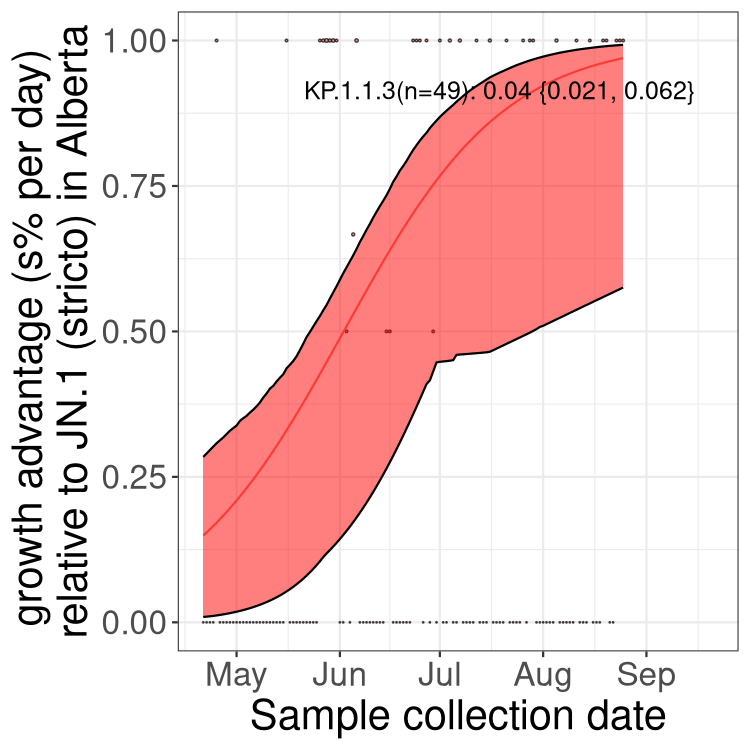 growth advantage (s% per day)
relative to JN.1 (stricto) in Alberta
1.00
0.75
0.50
0.25
0.00
KP.1.1.3(n=49): 0.04 {0.021, 0.062}
May Jun Jul Aug Sep
Sample collection date